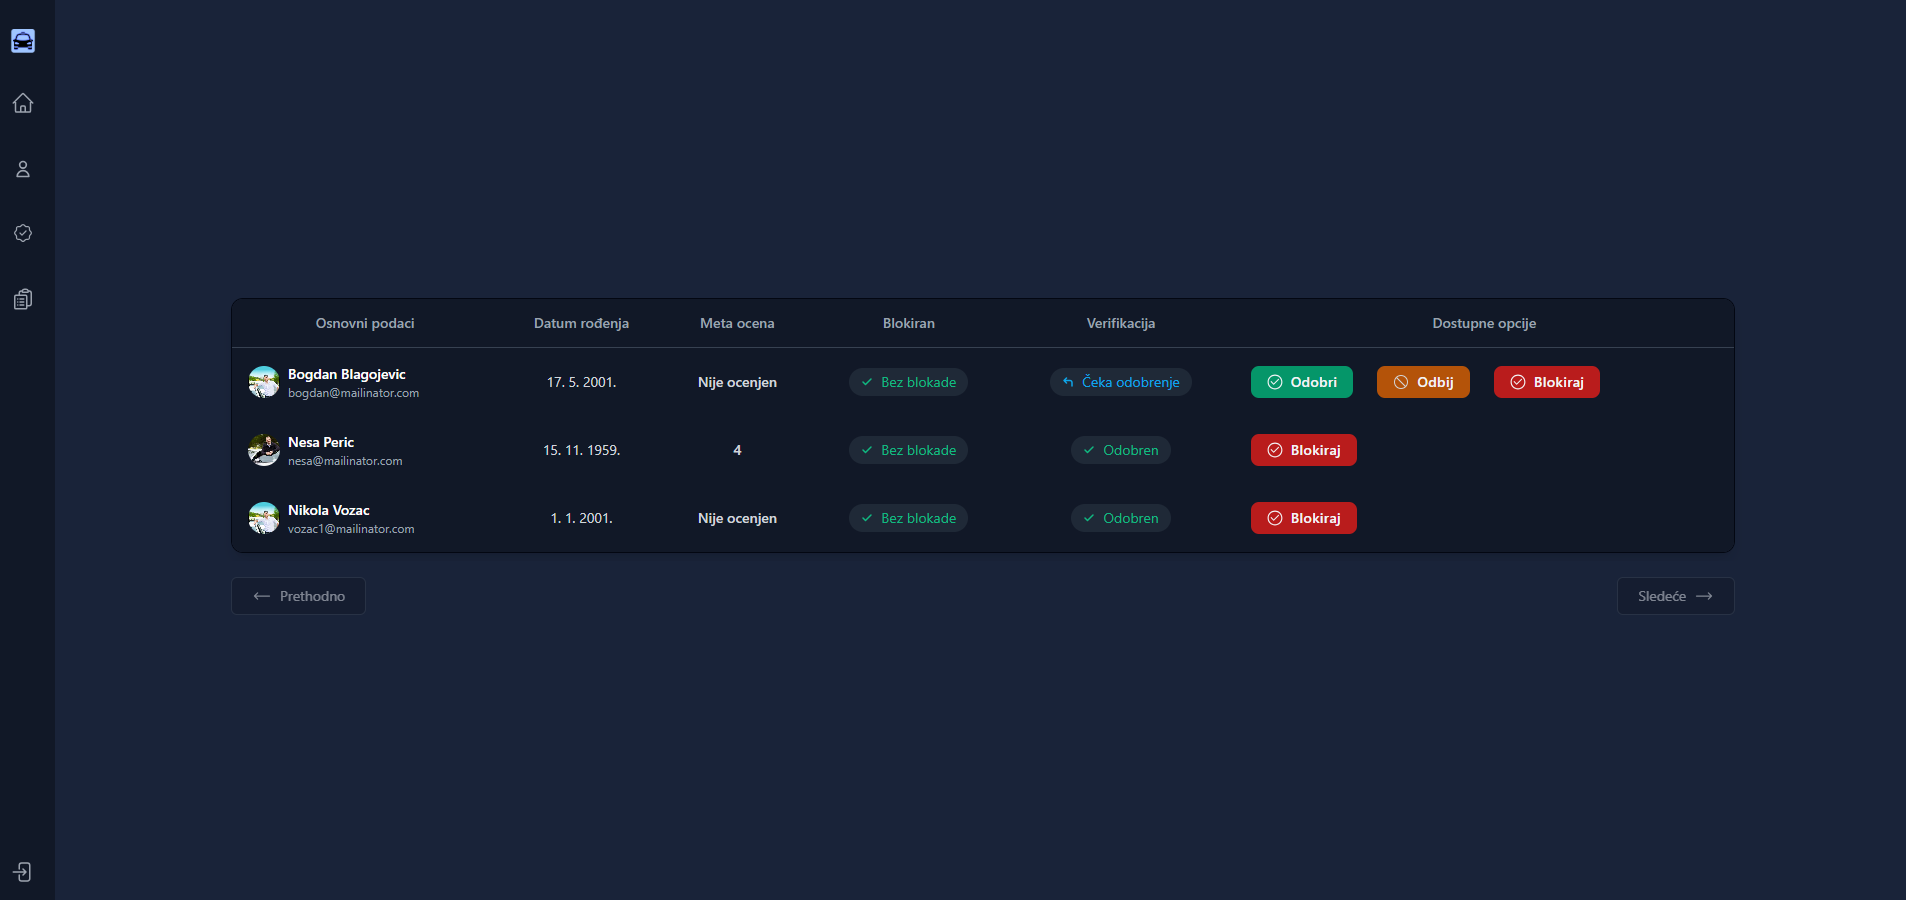 Osnovni podaci Datum rođenja Meta ocena Blokiran Verifikacija Dostupne opcije
Bogdan Blagojevic
bogdan@mailinator.com
17. 5. 2001. Nije ocenjen Bez blokade Čeka odobrenje Odobri Odbij Blokiraj
Nesa Peric
nesa@mailinator.com
15. 11. 1959. 4 Bez blokade Odobren Blokiraj
Nikola Vozac
vozac1@mailinator.com
1. 1. 2001. Nije ocenjen Bez blokade Odobren Blokiraj
Prethodno Sledeće